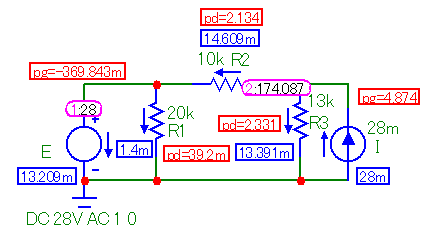 pd=2.134
14.609m
10k R2
pg=-369.843m
2:174.087
pg=4.874
1:28
13k
20k
R1
pd=2.331
R3
28m
I
E
1.4m
pd=39.2m
13.391m
13.209m
28m
DC 28V AC 1 0